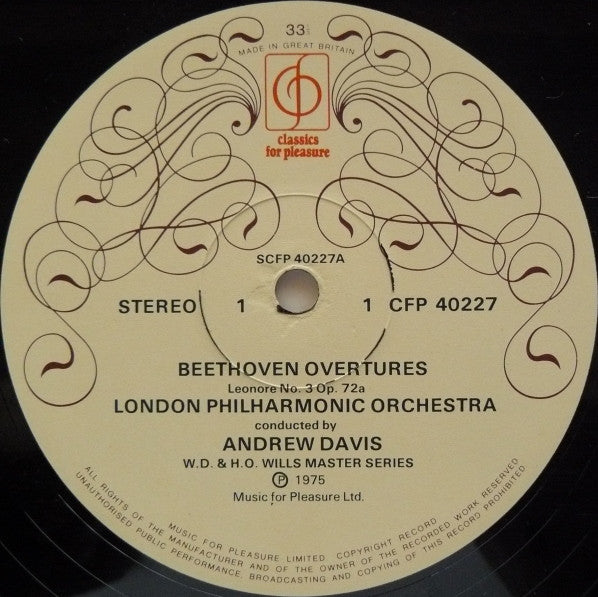 33⅓
MADE IN GREAT BRITAIN
cfp
classics
for pleasure
SCFP 40227A
STEREO 1 1 CFP 40227
BEETHOVEN OVERTURES
Leonore No. 3 Op. 72a
LONDON PHILHARMONIC ORCHESTRA
conducted by
ANDREW DAVIS
W.D. & H.O. WILLS MASTER SERIES
Ⓟ 1975
Music for Pleasure Ltd.
MUSIC FOR PLEASURE LIMITED COPYRIGHT RECORD
ALL RIGHTS OF THE MANUFACTURER AND OF THE OWNER OF THE RECORDED WORK RESERVED
UNAUTHORISED PUBLIC PERFORMANCE, BROADCASTING AND COPYING OF THIS RECORD PROHIBITED